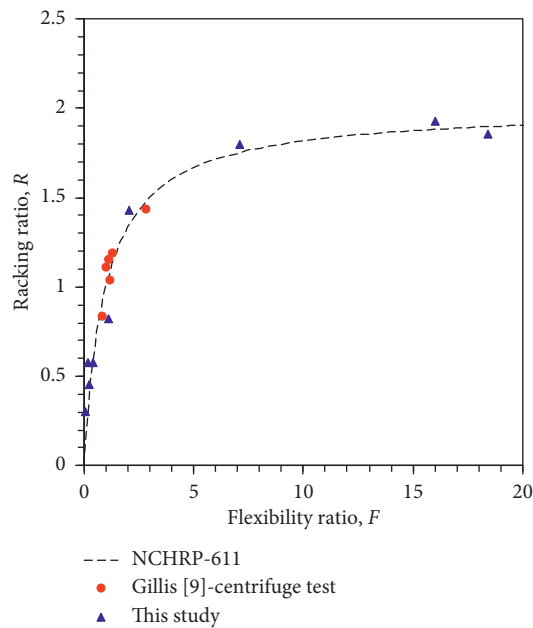 2.5
2
1.5
1
0.5
0
Racking ratio, R
0 5 10 15 20
Flexibility ratio, F
NCHRP-611
Gillis [9]-centrifuge test
This study